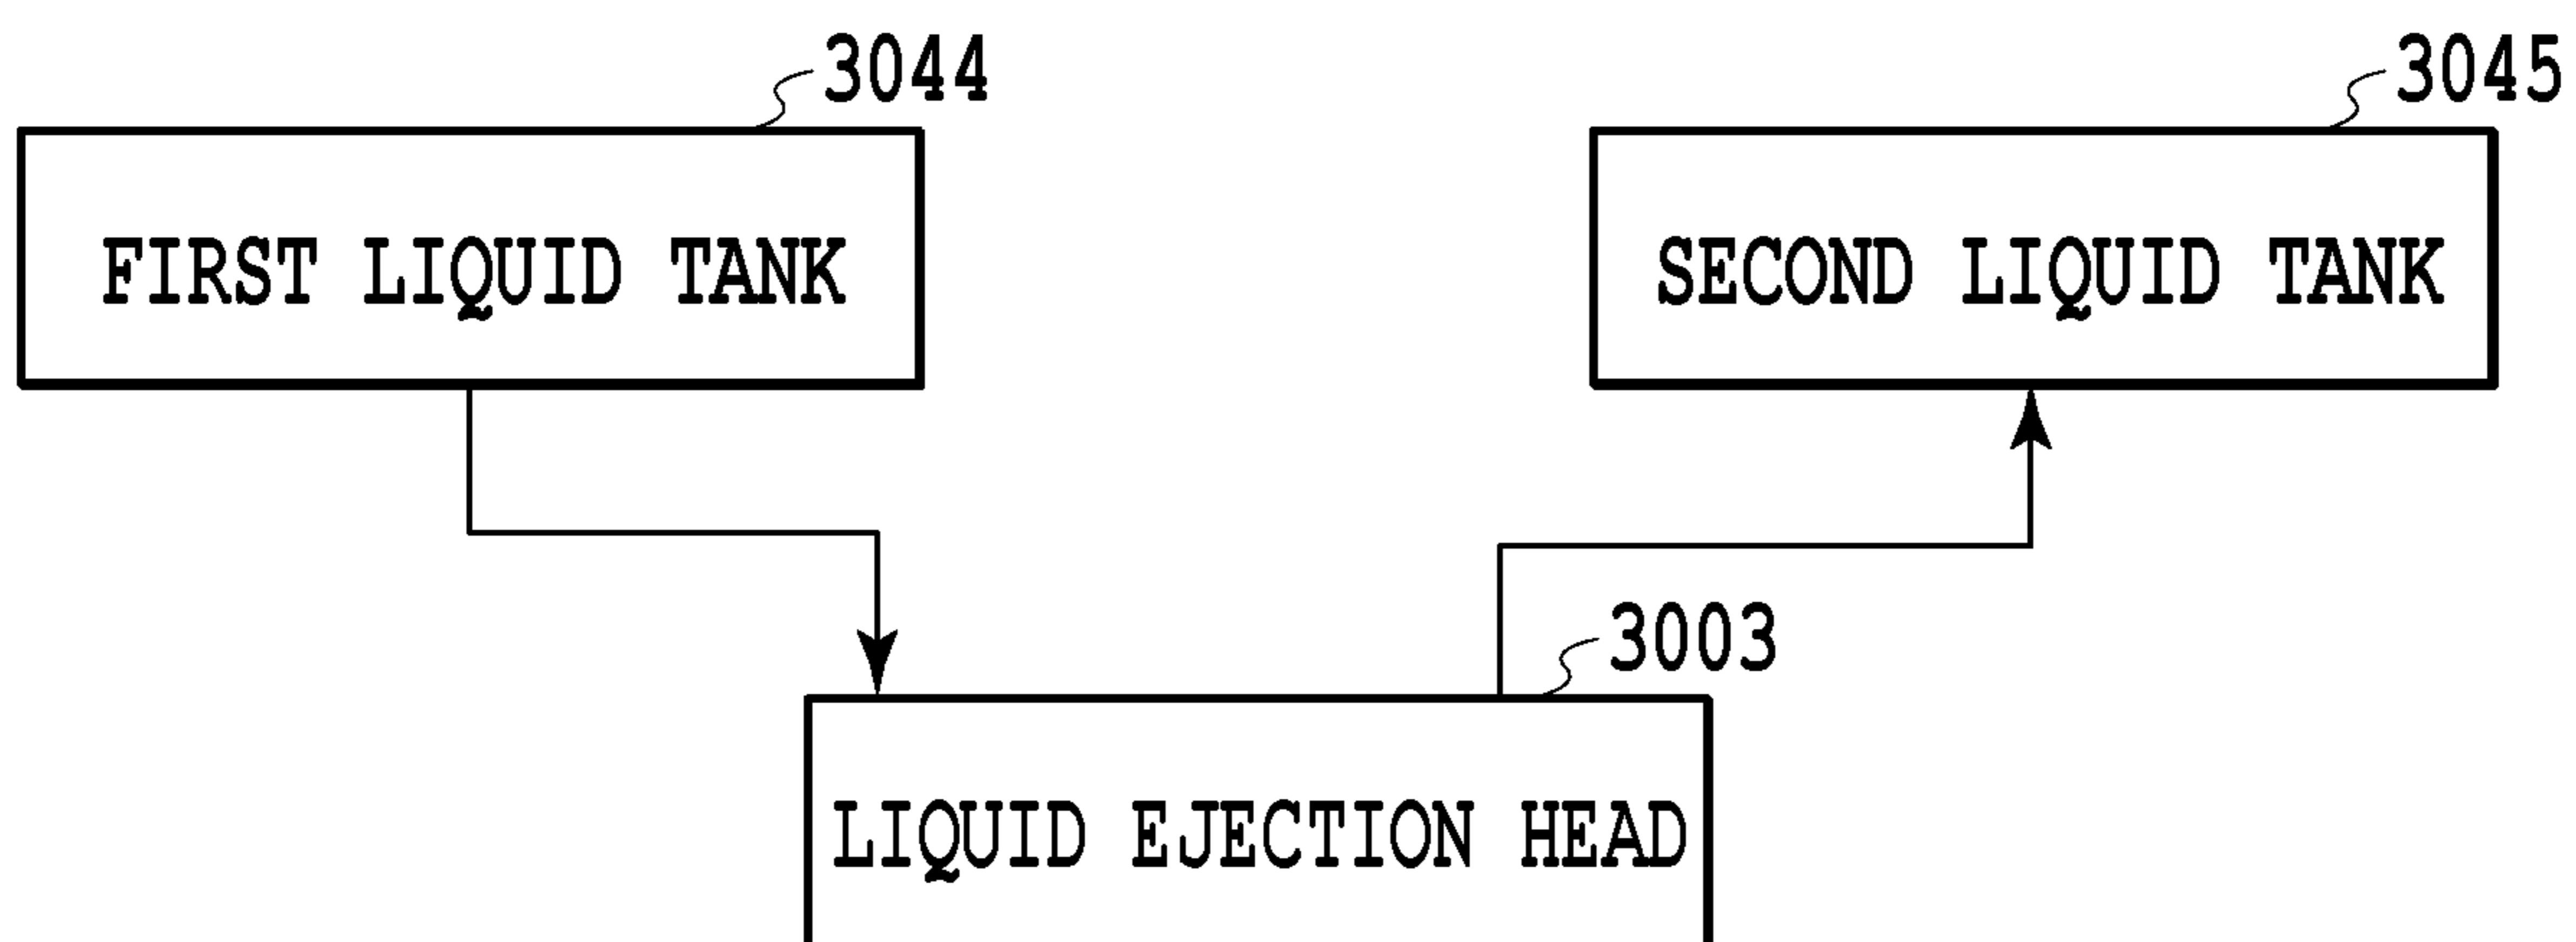 3044
3045
FIRST LIQUID TANK
SECOND LIQUID TANK
3003
LIQUID EJECTION HEAD